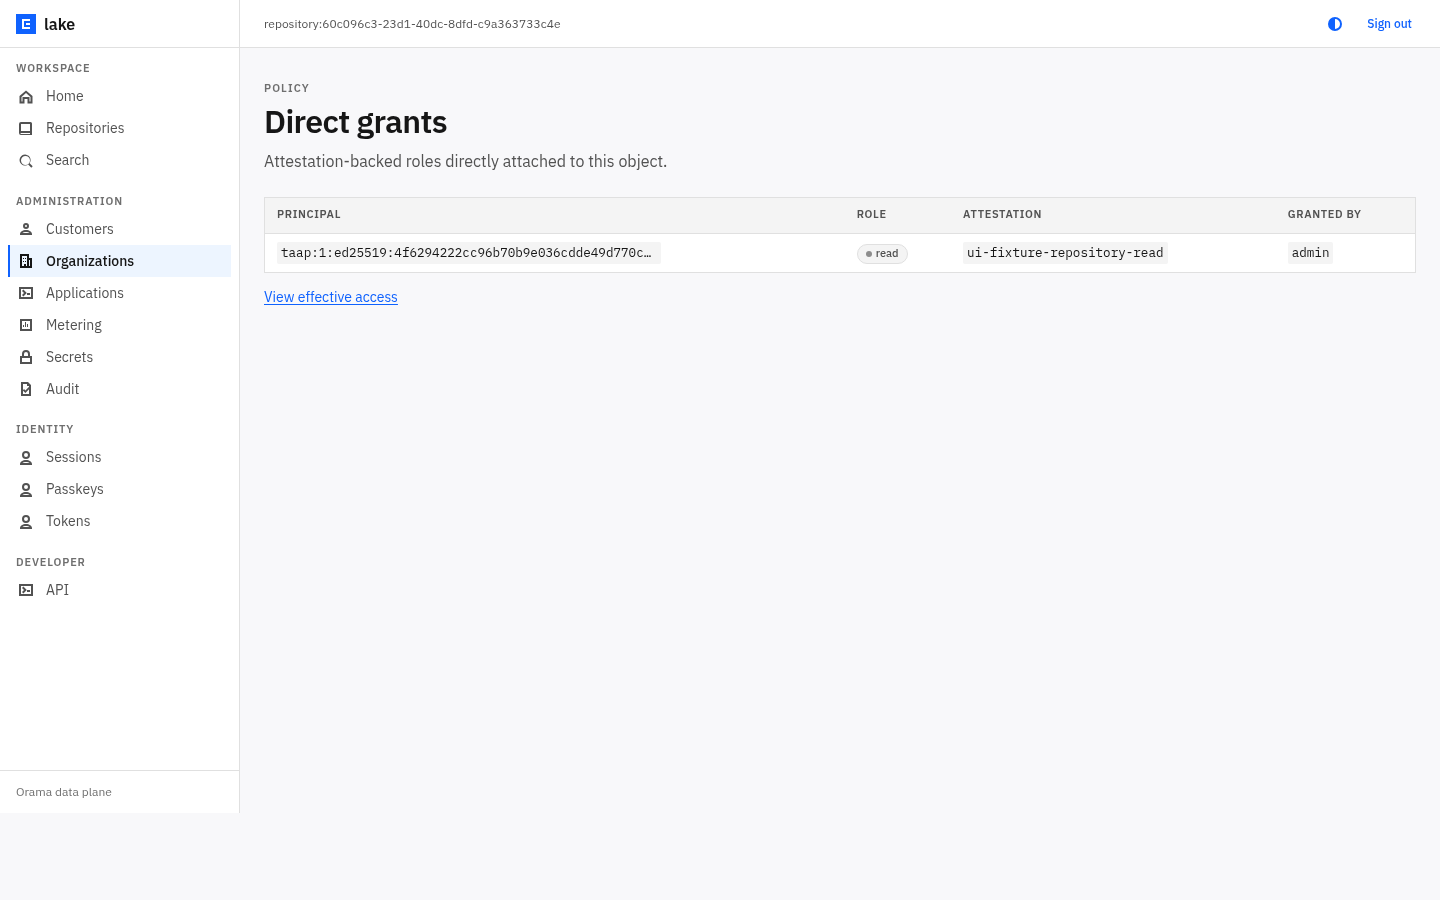 lake
repository:60c096c3-23d1-40dc-8dfd-c9a363733c4e
Sign out
WORKSPACE
Home
Repositories
Search
ADMINISTRATION
Customers
Organizations
Applications
Metering
Secrets
Audit
IDENTITY
Sessions
Passkeys
Tokens
DEVELOPER
API
Orama data plane
POLICY
Direct grants
Attestation-backed roles directly attached to this object.
PRINCIPAL ROLE ATTESTATION GRANTED BY
taap:1:ed25519:4f6294222cc96b70b9e036cdde49d770c… read ui-fixture-repository-read admin
View effective access